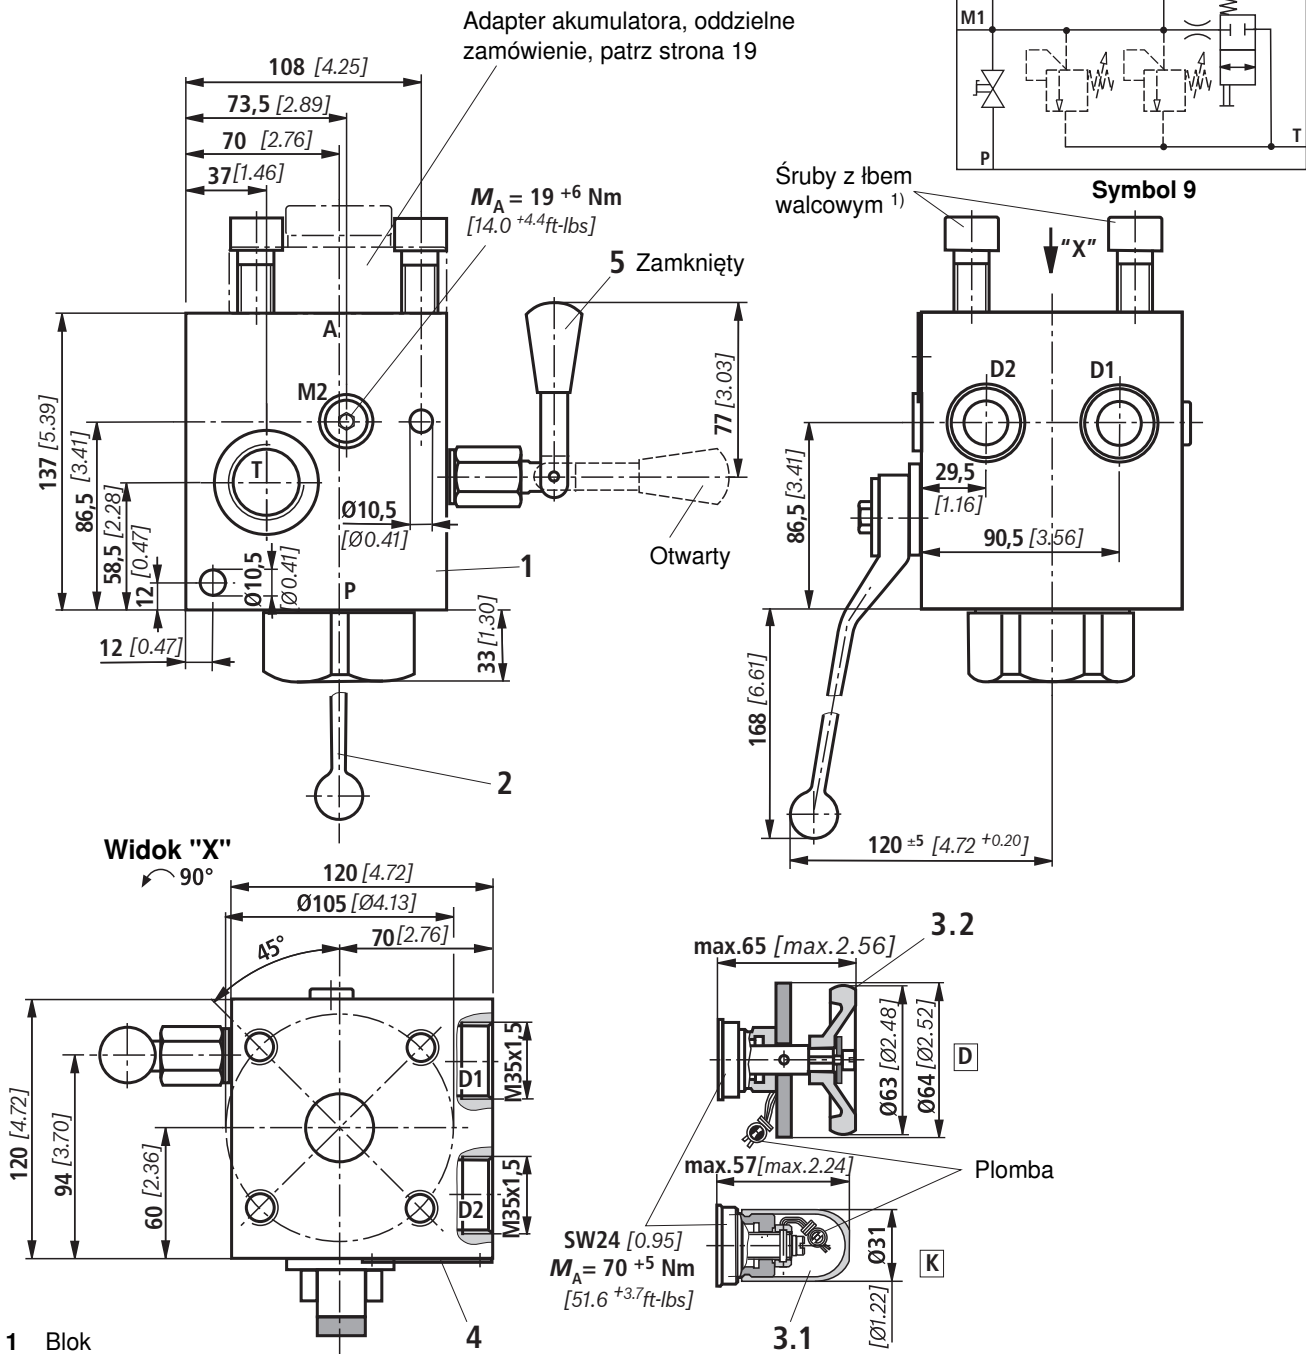 Adapter akumulatora, oddzielne
zamówienie, patrz strona 19
M1
P
T
Symbol 9
108 [4.25]
73,5 [2.89]
70 [2.76]
37 [1.46]
MA = 19 +6 Nm
[14.0 +4.4 ft-lbs]
5 Zamknięty
Śruby z łbem
walcowym 1)
"X"
A
M2
T
P
137 [5.39]
86,5 [3.41]
58,5 [2.28]
12 [0.47]
Ø10,5
[Ø0.41]
Ø10,5
[Ø0.41]
77 [3.03]
Otwarty
1
12 [0.47]
33 [1.30]
2
D2
D1
86,5 [3.41]
29,5
[1.16]
90,5 [3.56]
168 [6.61]
120 ±5 [4.72 +0.20]
Widok "X"
90°
120 [4.72]
Ø105 [Ø4.13]
70 [2.76]
45°
120 [4.72]
94 [3.70]
60 [2.36]
D1
M35x1,5
D2
M35x1,5
4
3.2
max.65 [max.2.56]
Ø63 [Ø2.48]
Ø64 [Ø2.52]
D
max.57 [max.2.24]
Plomba
SW24 [0.95]
MA = 70 +5 Nm
[51.6 +3.7 ft-lbs]
Ø31
[Ø1.22]
K
3.1
1 Blok